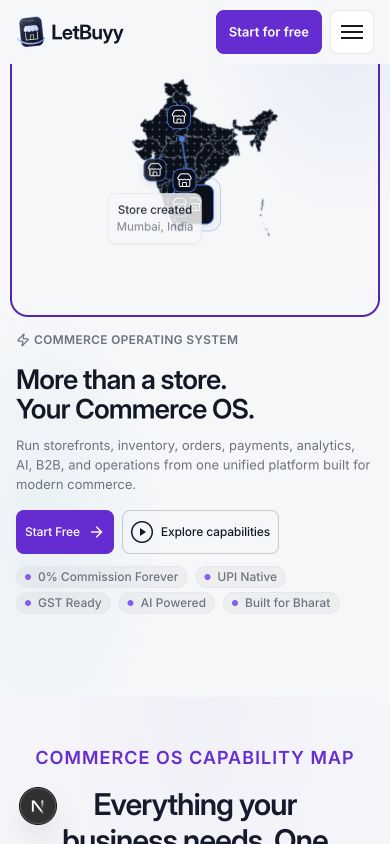 LetBuyy
Start for free
Store created
Mumbai, India
COMMERCE OPERATING SYSTEM
More than a store.
Your Commerce OS.
Run storefronts, inventory, orders, payments, analytics,
AI, B2B, and operations from one unified platform built for
modern commerce.
Start Free
Explore capabilities
0% Commission Forever
UPI Native
GST Ready
AI Powered
Built for Bharat
COMMERCE OS CAPABILITY MAP
N
Everything your
business needs. One